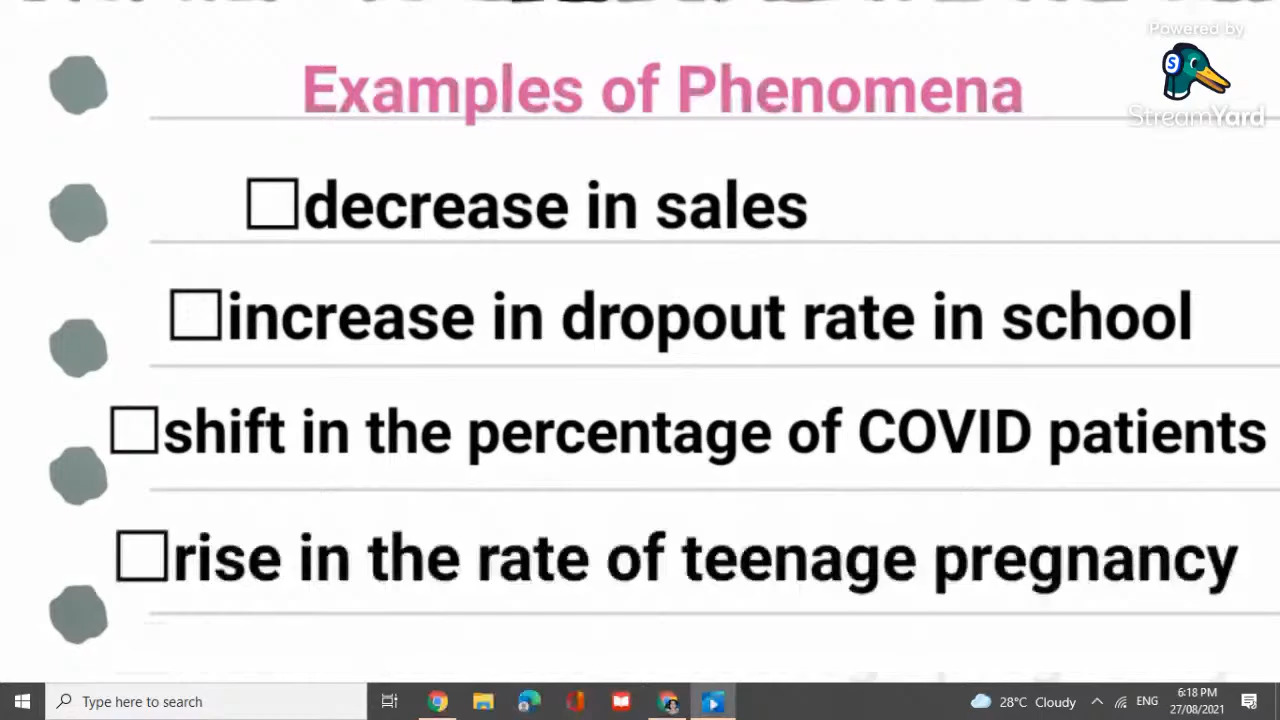 Powered by
StreamYard
Examples of Phenomena
decrease in sales
increase in dropout rate in school
shift in the percentage of COVID patients
rise in the rate of teenage pregnancy
Type here to search
28°C Cloudy
ENG
6:18 PM
27/08/2021